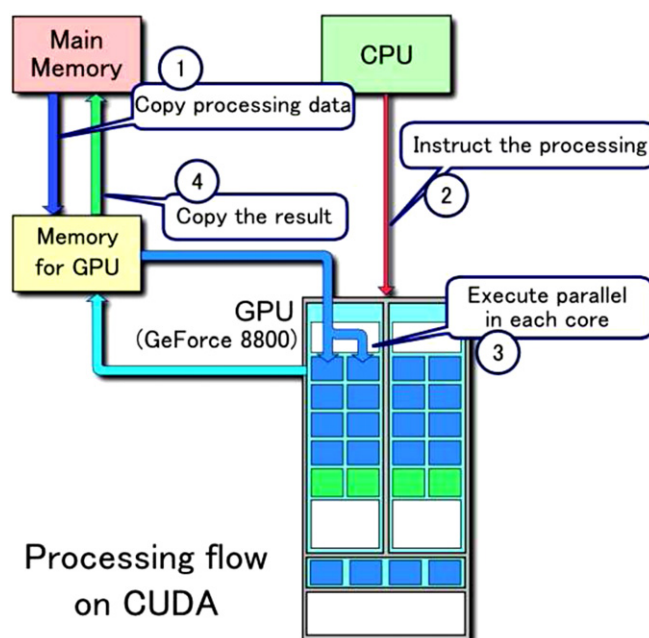 Main
Memory
CPU
1
Copy processing data
Instruct the processing
2
4
Copy the result
Memory
for GPU
GPU
(GeForce 8800)
Execute parallel
in each core
3
Processing flow
on CUDA